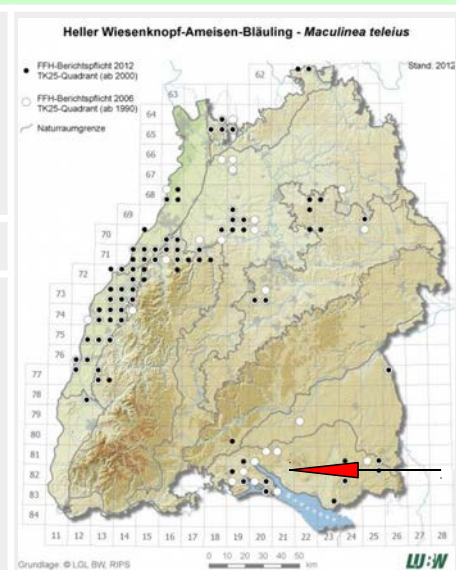 Heller Wiesenknopf-Ameisen-Bläuling - Maculinea teleius
FFH-Berichtspflicht 2012
TK25-Quadrant (ab 2000)
FFH-Berichtspflicht 2006
TK25-Quadrant (ab 1990)
Naturraumgrenze
Stand. 2012
62
63
64
65
66
67
68
69
70
71
72
73
74
75
76
77
78
79
80
81
82
83
84
11 12 13 14 15 16 17 18 19 20 21 22 23 24 25 26 27 28
Grundlage © LGL BW, RIPS
0 10 20 30 40 50
km
LUBW